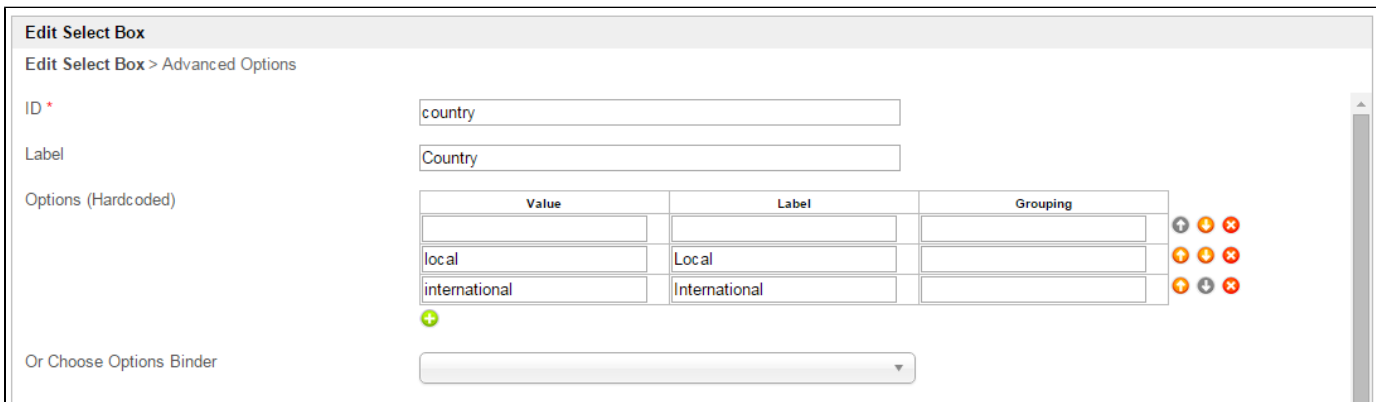 Edit Select Box
Edit Select Box > Advanced Options
ID *
country
Label
Country
Options (Hardcoded)
Value Label Grouping
local Local
international International
Or Choose Options Binder